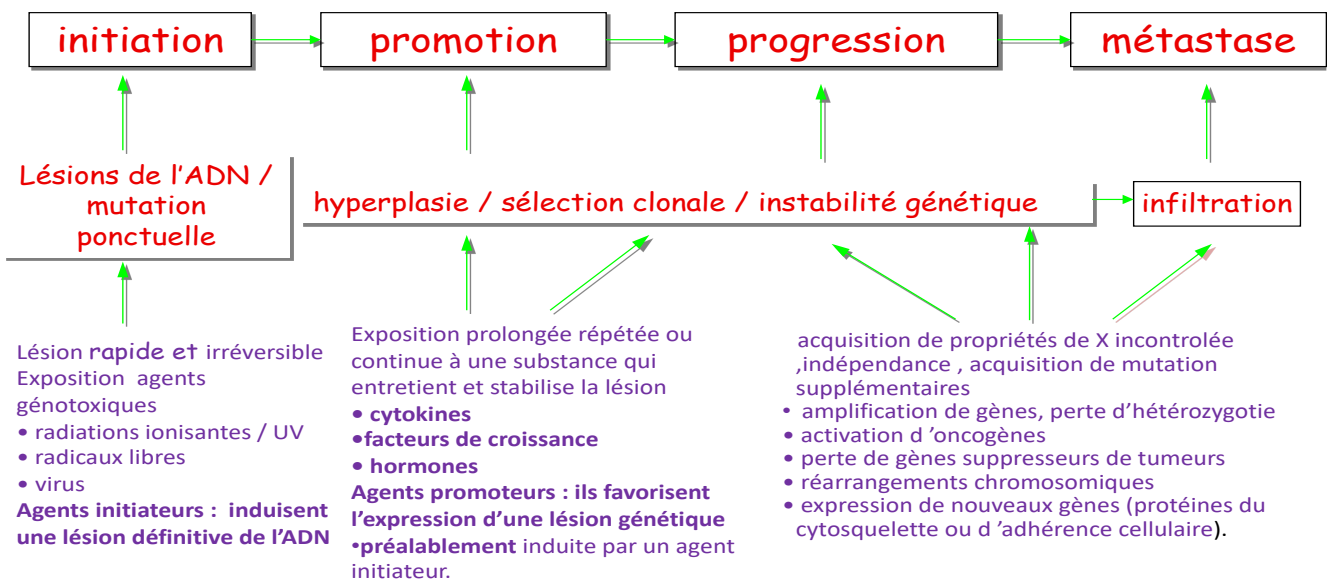 initiation
promotion
progression
métastase
Lésions de l'ADN /
mutation
ponctuelle
hyperplasie / sélection clonale / instabilité génétique
infiltration
Lésion rapide et irréversible
Exposition agents
génotoxiques
• radiations ionisantes / UV
• radicaux libres
• virus
Agents initiateurs : induisent
une lésion définitive de l'ADN
Exposition prolongée répétée ou
continue à une substance qui
entretient et stabilise la lésion
• cytokines
•facteurs de croissance
• hormones
Agents promoteurs : ils favorisent
l'expression d'une lésion génétique
•préalablement induite par un agent
initiateur.
acquisition de propriétés de X incontrolée
,indépendance , acquisition de mutation
supplémentaires
• amplification de gènes, perte d'hétérozygotie
• activation d 'oncogènes
• perte de gènes suppresseurs de tumeurs
• réarrangements chromosomiques
• expression de nouveaux gènes (protéines du
cytosquelette ou d 'adhérence cellulaire).